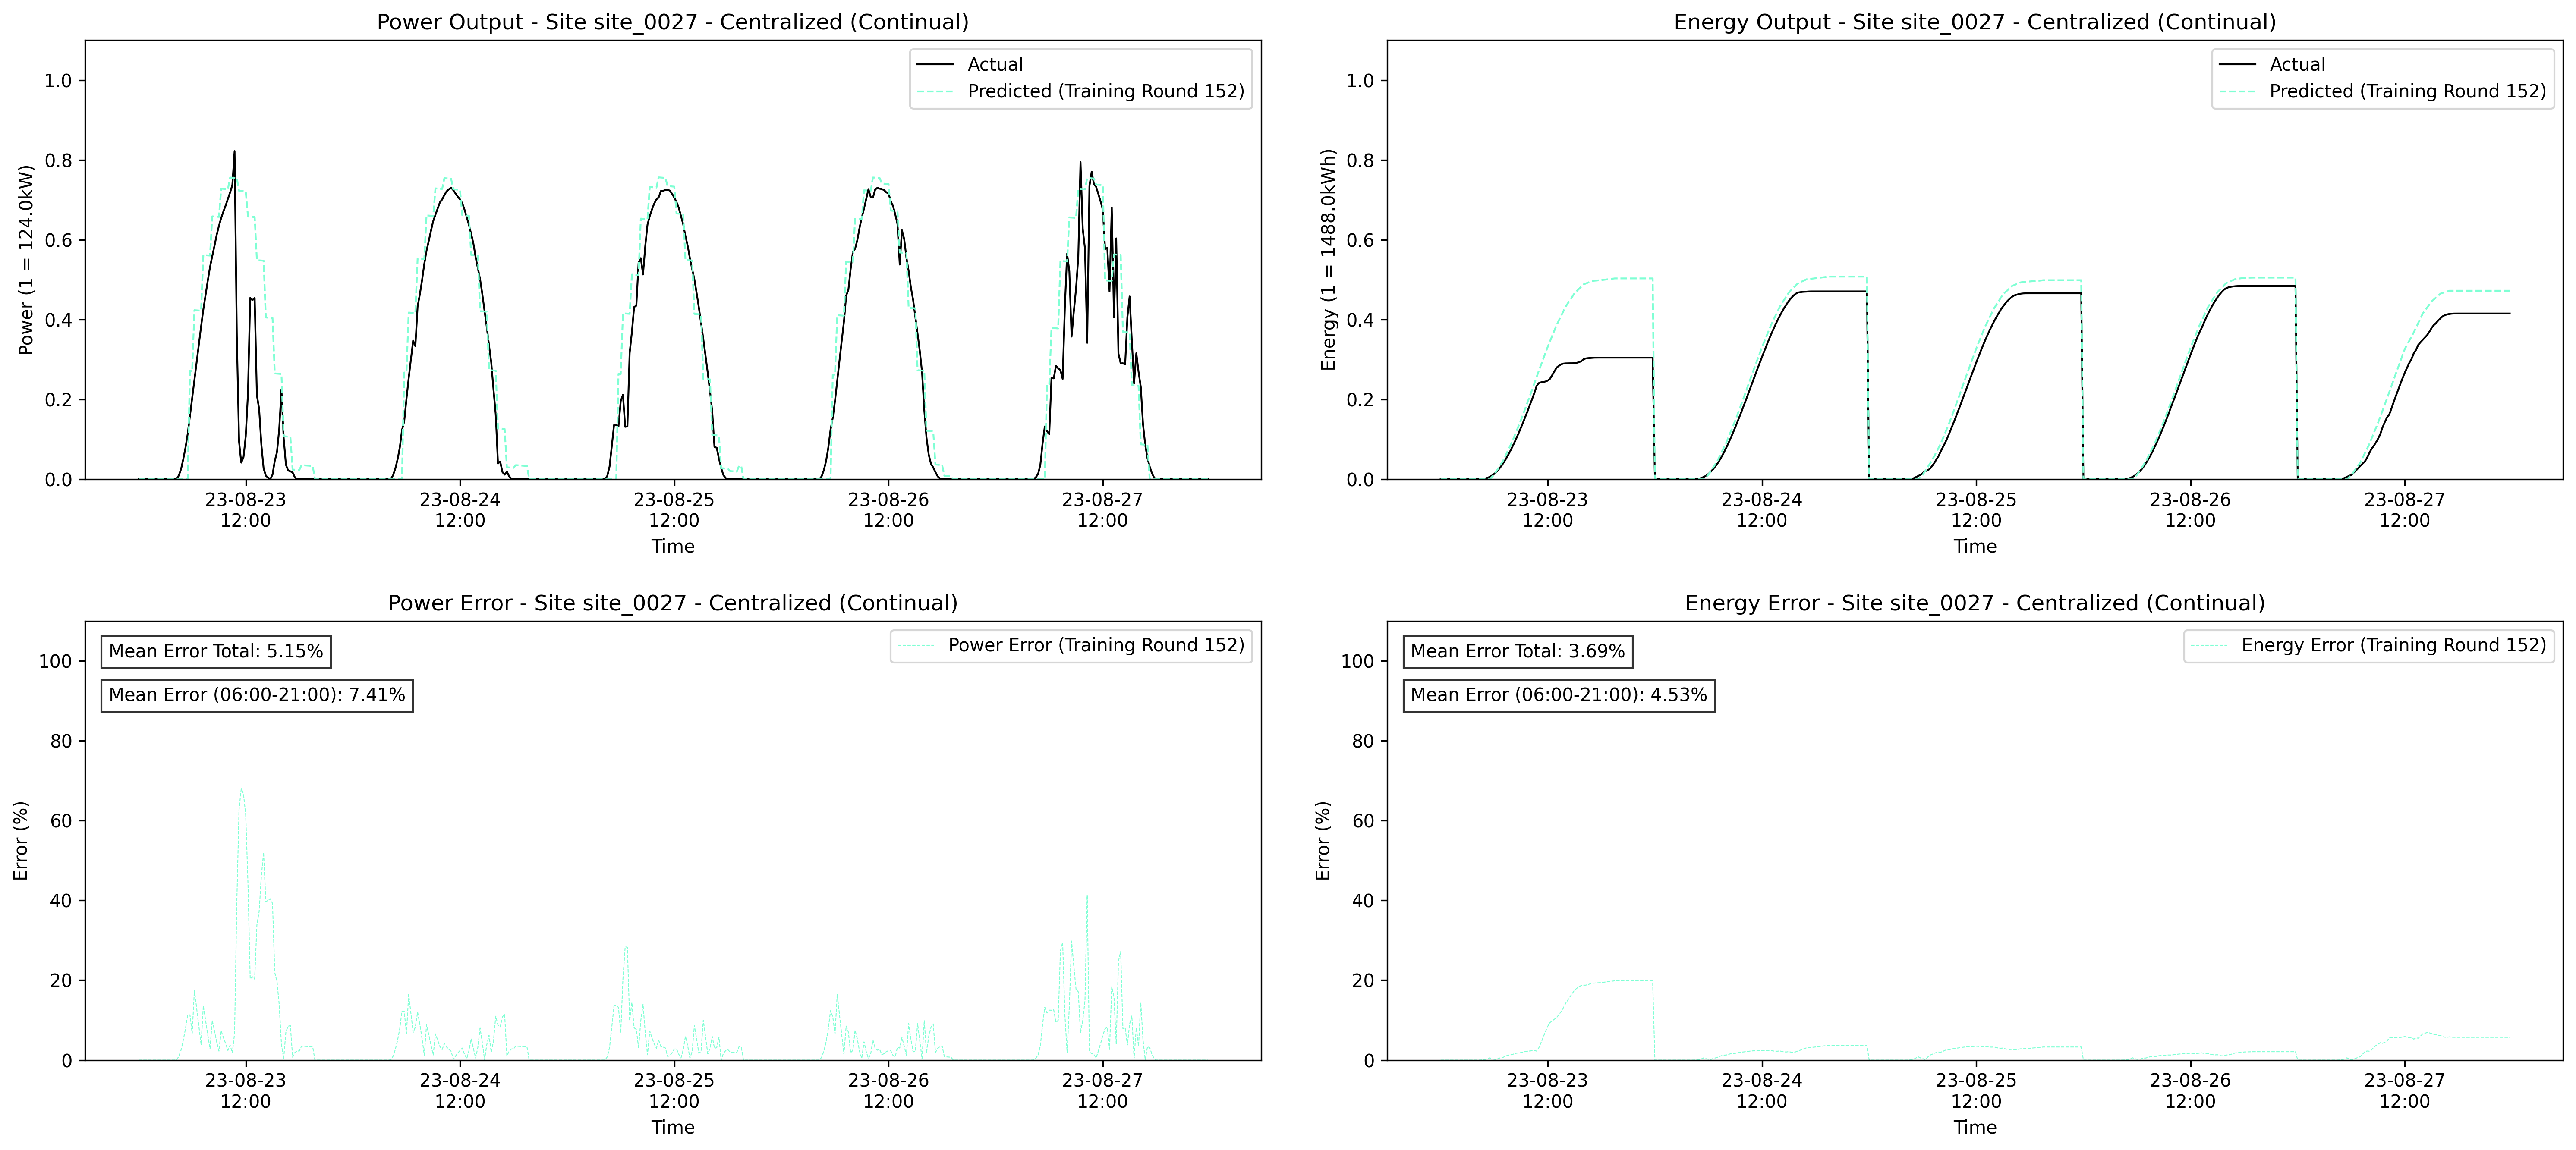 Power Output - Site site_0027 - Centralized (Continual)
Actual
Predicted (Training Round 152)
1.0
0.8
0.6
0.4
0.2
0.0
Power (1 = 124.0kW)
23-08-23
12:00
23-08-24
12:00
23-08-25
12:00
23-08-26
12:00
23-08-27
12:00
Time
Energy Output - Site site_0027 - Centralized (Continual)
Actual
Predicted (Training Round 152)
1.0
0.8
0.6
0.4
0.2
0.0
Energy (1 = 1488.0kWh)
23-08-23
12:00
23-08-24
12:00
23-08-25
12:00
23-08-26
12:00
23-08-27
12:00
Time
Power Error - Site site_0027 - Centralized (Continual)
Mean Error Total: 5.15%
Mean Error (06:00-21:00): 7.41%
Power Error (Training Round 152)
100
80
60
40
20
0
Error (%)
23-08-23
12:00
23-08-24
12:00
23-08-25
12:00
23-08-26
12:00
23-08-27
12:00
Time
Energy Error - Site site_0027 - Centralized (Continual)
Mean Error Total: 3.69%
Mean Error (06:00-21:00): 4.53%
Energy Error (Training Round 152)
100
80
60
40
20
0
Error (%)
23-08-23
12:00
23-08-24
12:00
23-08-25
12:00
23-08-26
12:00
23-08-27
12:00
Time